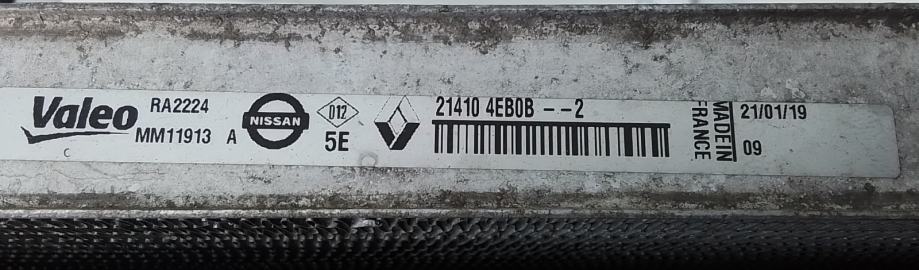 Valeo RA2224
MM11913 A
C
NISSAN
D12
5E
21410 4EB0B --2
MADE IN
FRANCE
21/01/19
09